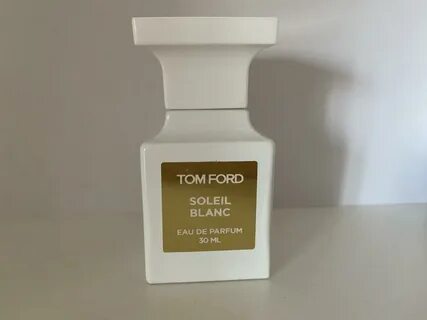 TOM FORD
SOLEIL
BLANC
EAU DE PARFUM
30 ML